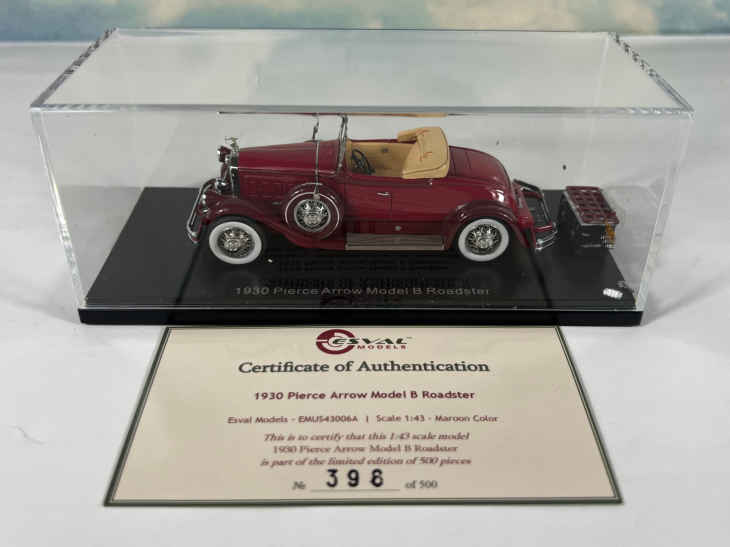 1930 Pierce Arrow Model B Roadster
ESVAL
MODELS
Certificate of Authentication
1930 Pierce Arrow Model B Roadster
Esval Models - EMUS43006A | Scale 1:43 - Maroon Color
This is to certify that this 1:43 scale model
1930 Pierce Arrow Model B Roadster
is part of the limited edition of 500 pieces
№ 398 of 500